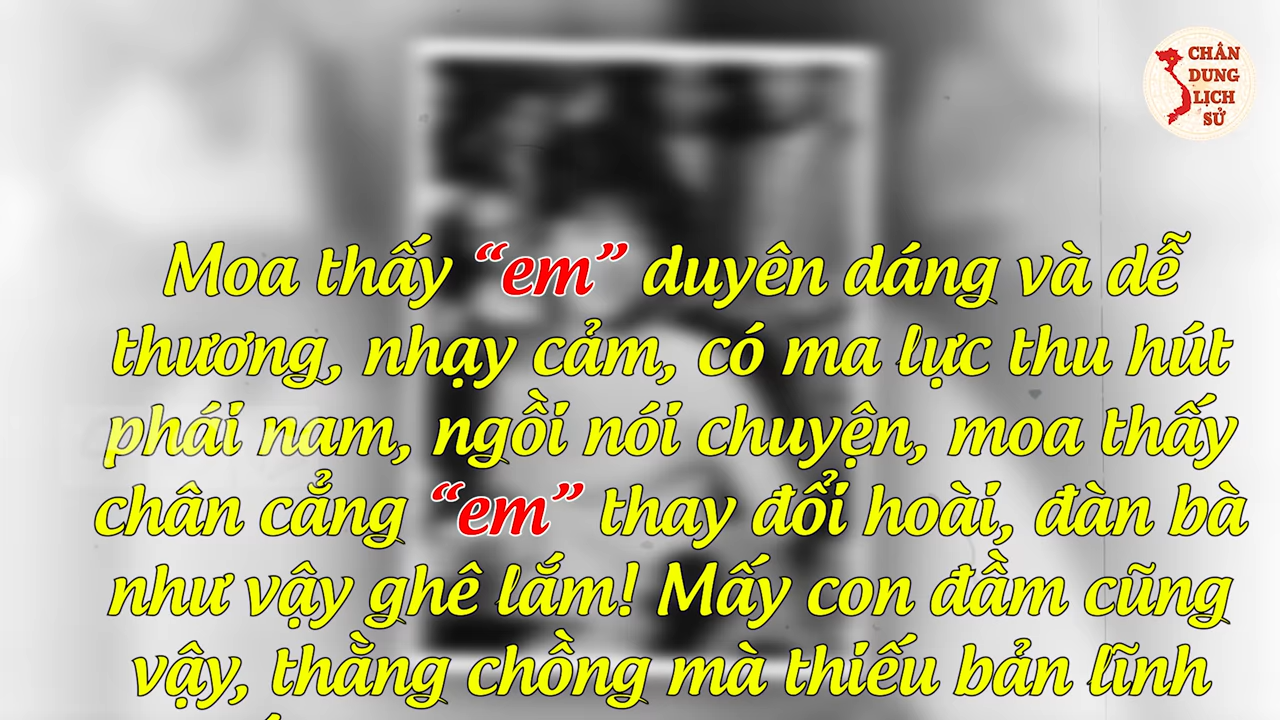 CHÂN
DUNG
LỊCH
SỬ
Moa thấy “em” duyên dáng và dễ
thương, nhạy cảm, có ma lực thu hút
phái nam, ngồi nói chuyện, moa thấy
chân cẳng “em” thay đổi hoài, đàn bà
như vậy ghê lắm! Mấy con đầm cũng
vậy, thằng chồng mà thiếu bản lĩnh